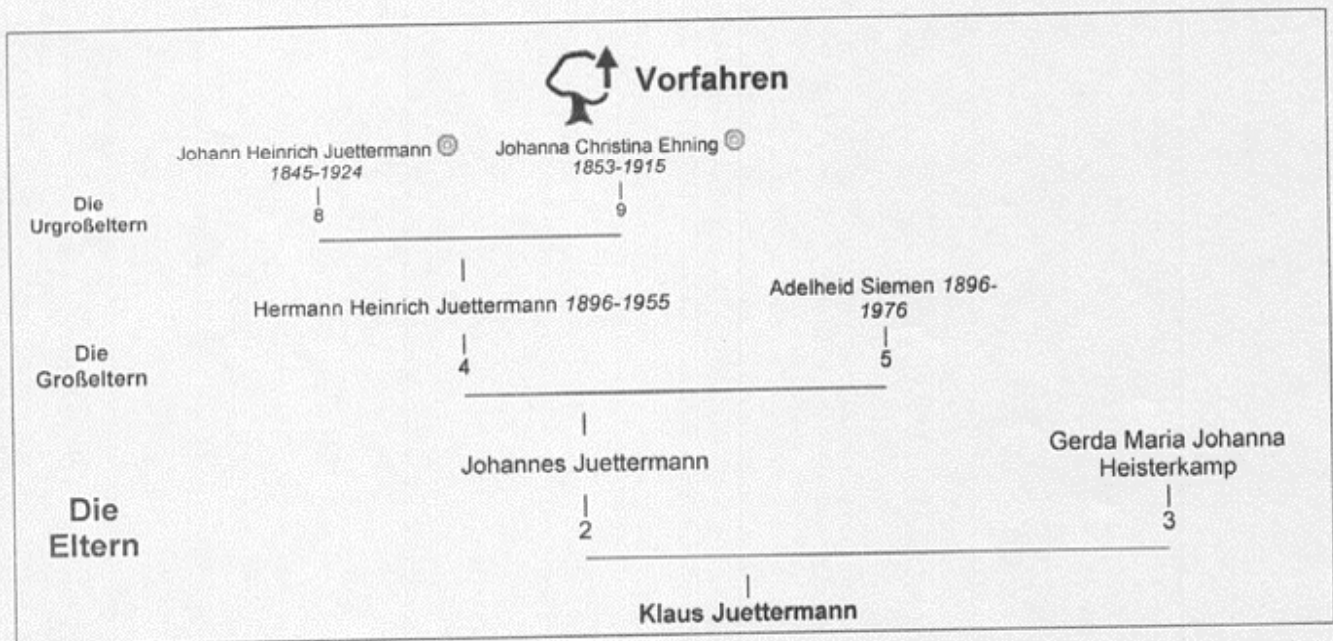 Vorfahren
Johann Heinrich Juettermann
1845-1924
Johanna Christina Ehning
1853-1915
Die
Urgroßeltern
8
9
Hermann Heinrich Juettermann 1896-1955
Adelheid Siemen 1896-
1976
Die
Großeltern
4
5
Johannes Juettermann
Gerda Maria Johanna
Heisterkamp
Die
Eltern
2
3
Klaus Juettermann